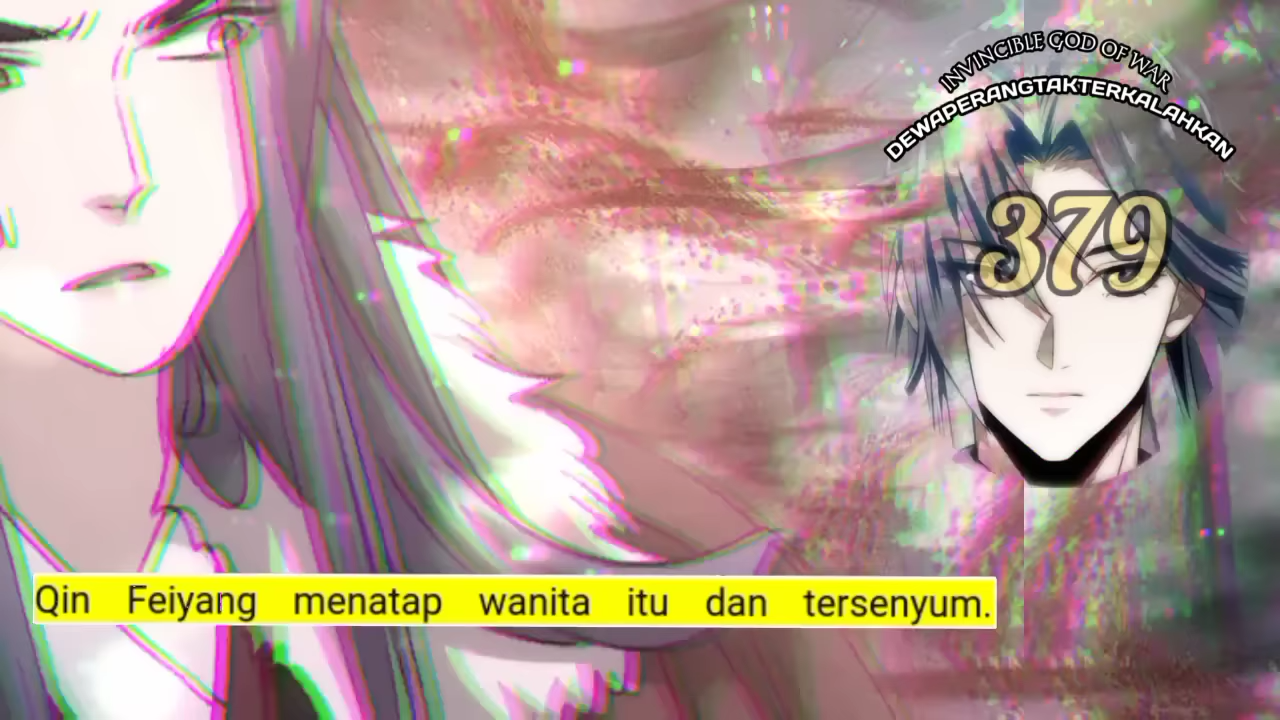 INVINCIBLE GOD OF WAR
DEWAPERANGTAKTERKALAHKAN
379
Qin Feiyang menatap wanita itu dan tersenyum.